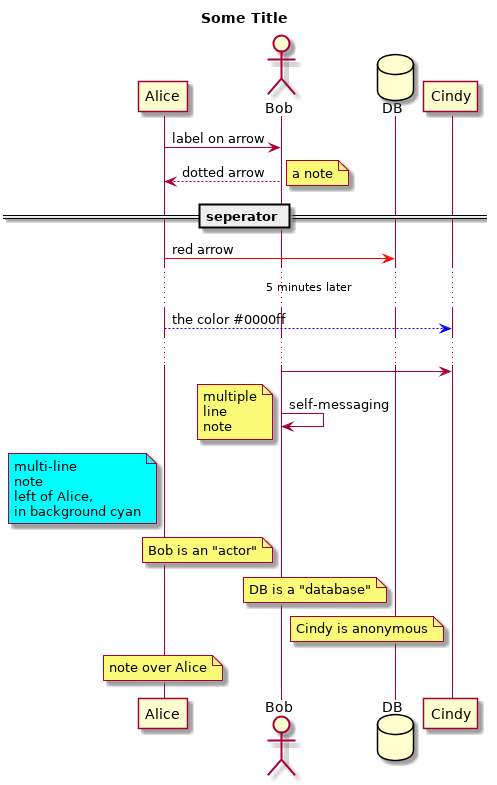 Some Title
Alice
Bob
DB
Cindy
label on arrow
dotted arrow
a note
seperator
red arrow
5 minutes later
the color #0000ff
multiple
line
note
self-messaging
multi-line
note
left of Alice,
in background cyan
Bob is an "actor"
DB is a "database"
Cindy is anonymous
note over Alice
Alice
Bob
DB
Cindy